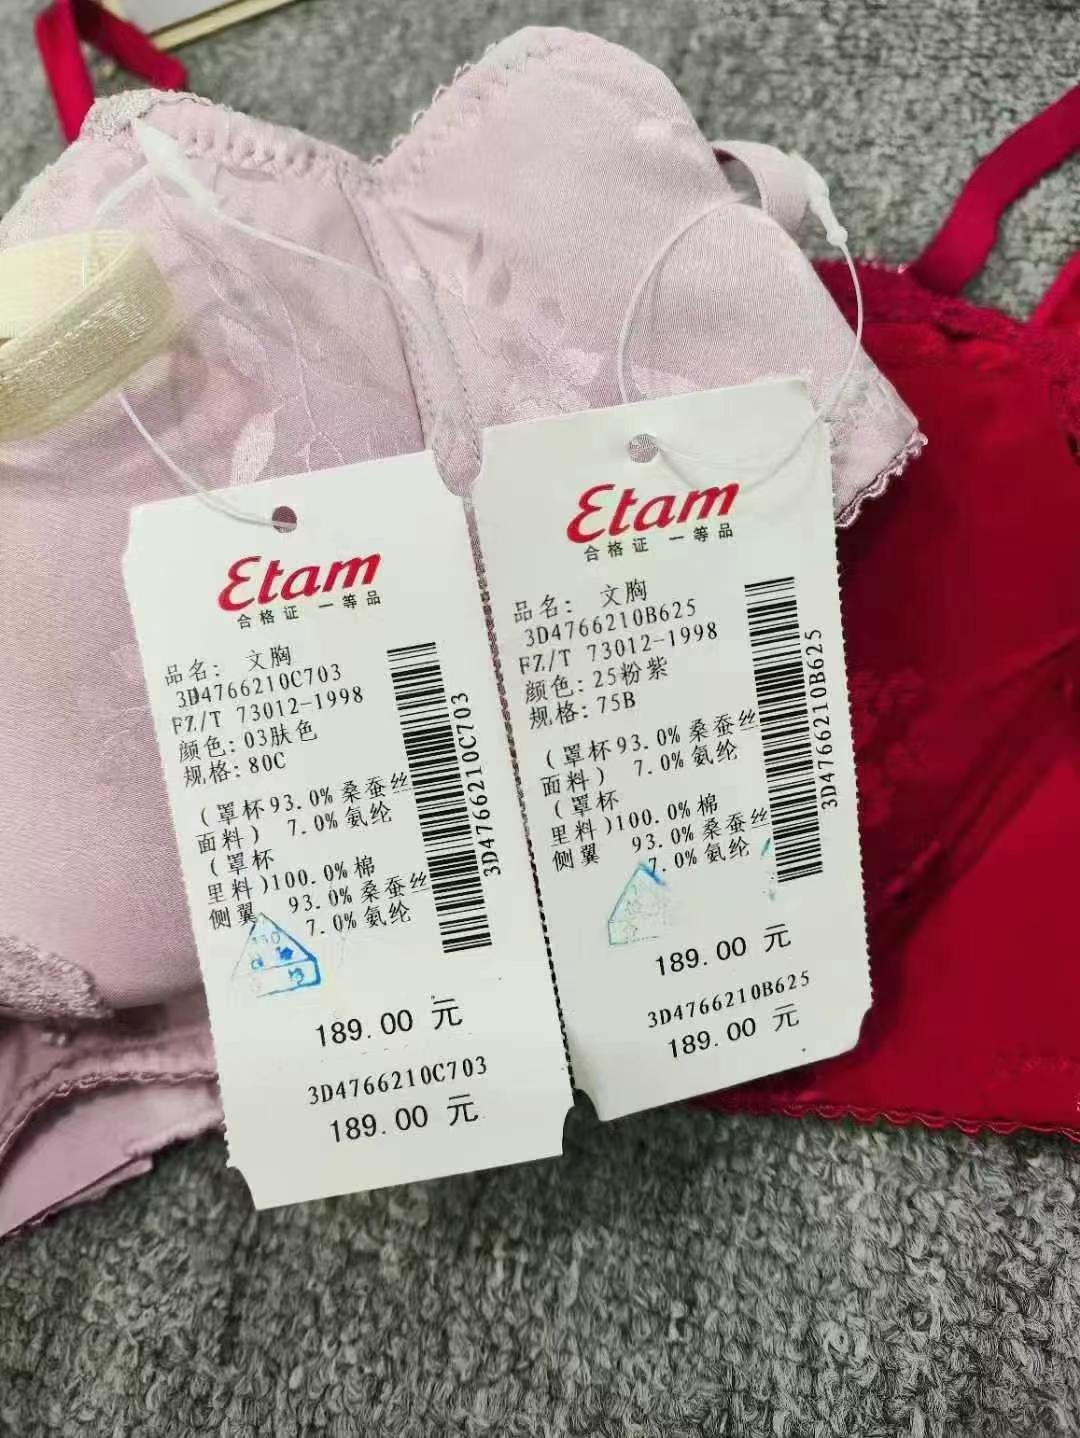 Etam
合格证 一等品
品名: 文胸
3D4766210C703
FZ/T 73012-1998
颜色:03肤色
规格:80C
(罩杯93.0%桑蚕丝
面料) 7.0%氨纶
(罩杯
里料)100.0%棉
侧翼 93.0%桑蚕丝
7.0%氨纶
3D4766210C703
189.00 元
3D4766210C703
189.00 元
Etam
合格证 一等品
品名: 文胸
3D4766210B625
FZ/T 73012-1998
颜色:25粉紫
规格:75B
(罩杯93.0%桑蚕丝
面料) 7.0%氨纶
(罩杯
里料)100.0%棉
侧翼 93.0%桑蚕丝
7.0%氨纶
3D4766210B625
189.00 元
3D4766210B625
189.00 元